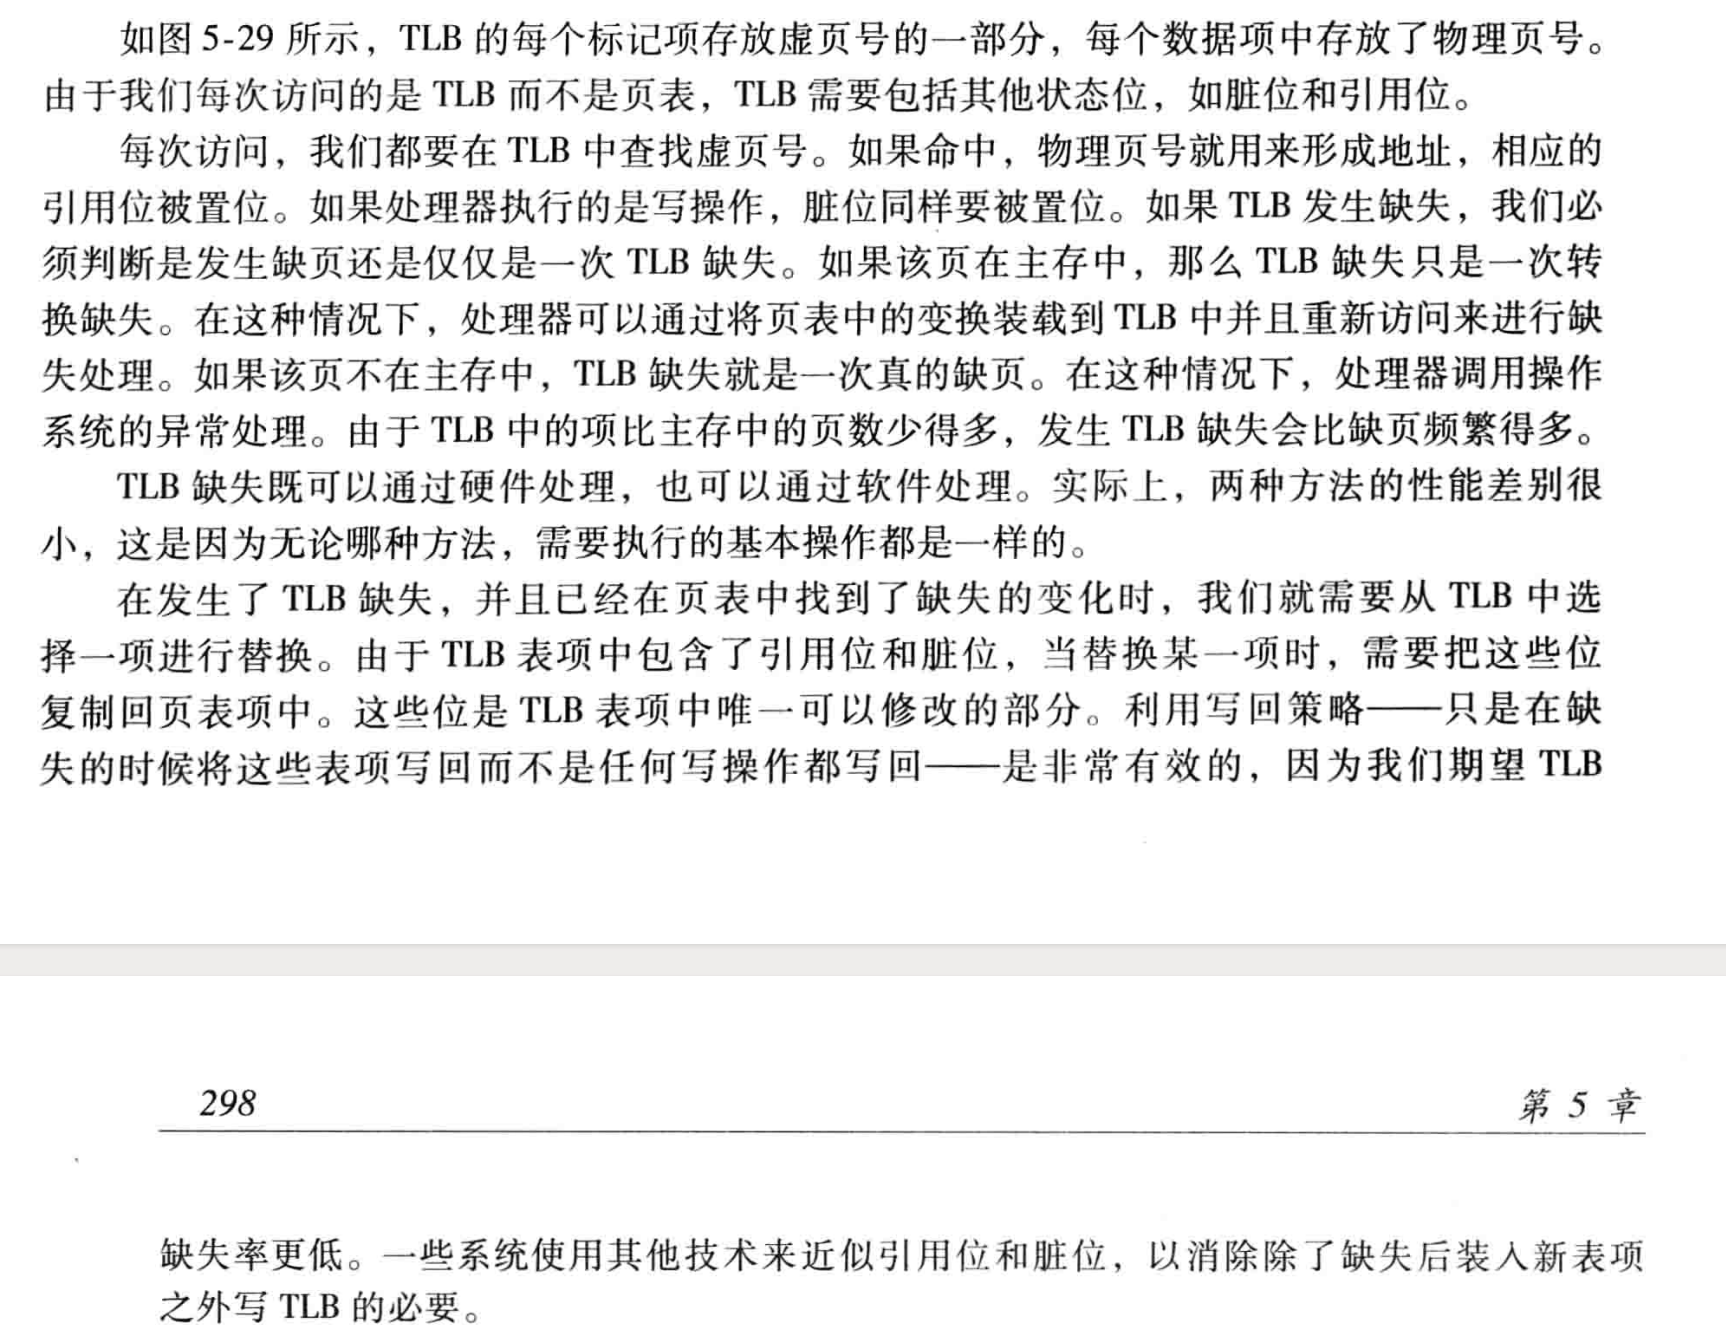 如图 5-29 所示，TLB 的每个标记项存放虚页号的一部分，每个数据项中存放了物理页号。
由于我们每次访问的是 TLB 而不是页表，TLB 需要包括其他状态位，如脏位和引用位。
每次访问，我们都要在 TLB 中查找虚页号。如果命中，物理页号就用来形成地址，相应的
引用位被置位。如果处理器执行的是写操作，脏位同样要被置位。如果 TLB 发生缺失，我们必
须判断是发生缺页还是仅仅是一次 TLB 缺失。如果该页在主存中，那么 TLB 缺失只是一次转
换缺失。在这种情况下，处理器可以通过将页表中的变换装载到 TLB 中并且重新访问来进行缺
失处理。如果该页不在主存中，TLB 缺失就是一次真的缺页。在这种情况下，处理器调用操作
系统的异常处理。由于 TLB 中的项比主存中的页数少得多，发生 TLB 缺失会比缺页频繁得多。
TLB 缺失既可以通过硬件处理，也可以通过软件处理。实际上，两种方法的性能差别很
小，这是因为无论哪种方法，需要执行的基本操作都是一样的。
在发生了 TLB 缺失，并且已经在页表中找到了缺失的变化时，我们就需要从 TLB 中选
择一项进行替换。由于 TLB 表项中包含了引用位和脏位，当替换某一项时，需要把这些位
复制回页表项中。这些位是 TLB 表项中唯一可以修改的部分。利用写回策略——只是在缺
失的时候将这些表项写回而不是任何写操作都写回——是非常有效的，因为我们期望 TLB
298
第 5 章
缺失率更低。一些系统使用其他技术来近似引用位和脏位，以消除除了缺失后装入新表项
之外写 TLB 的必要。